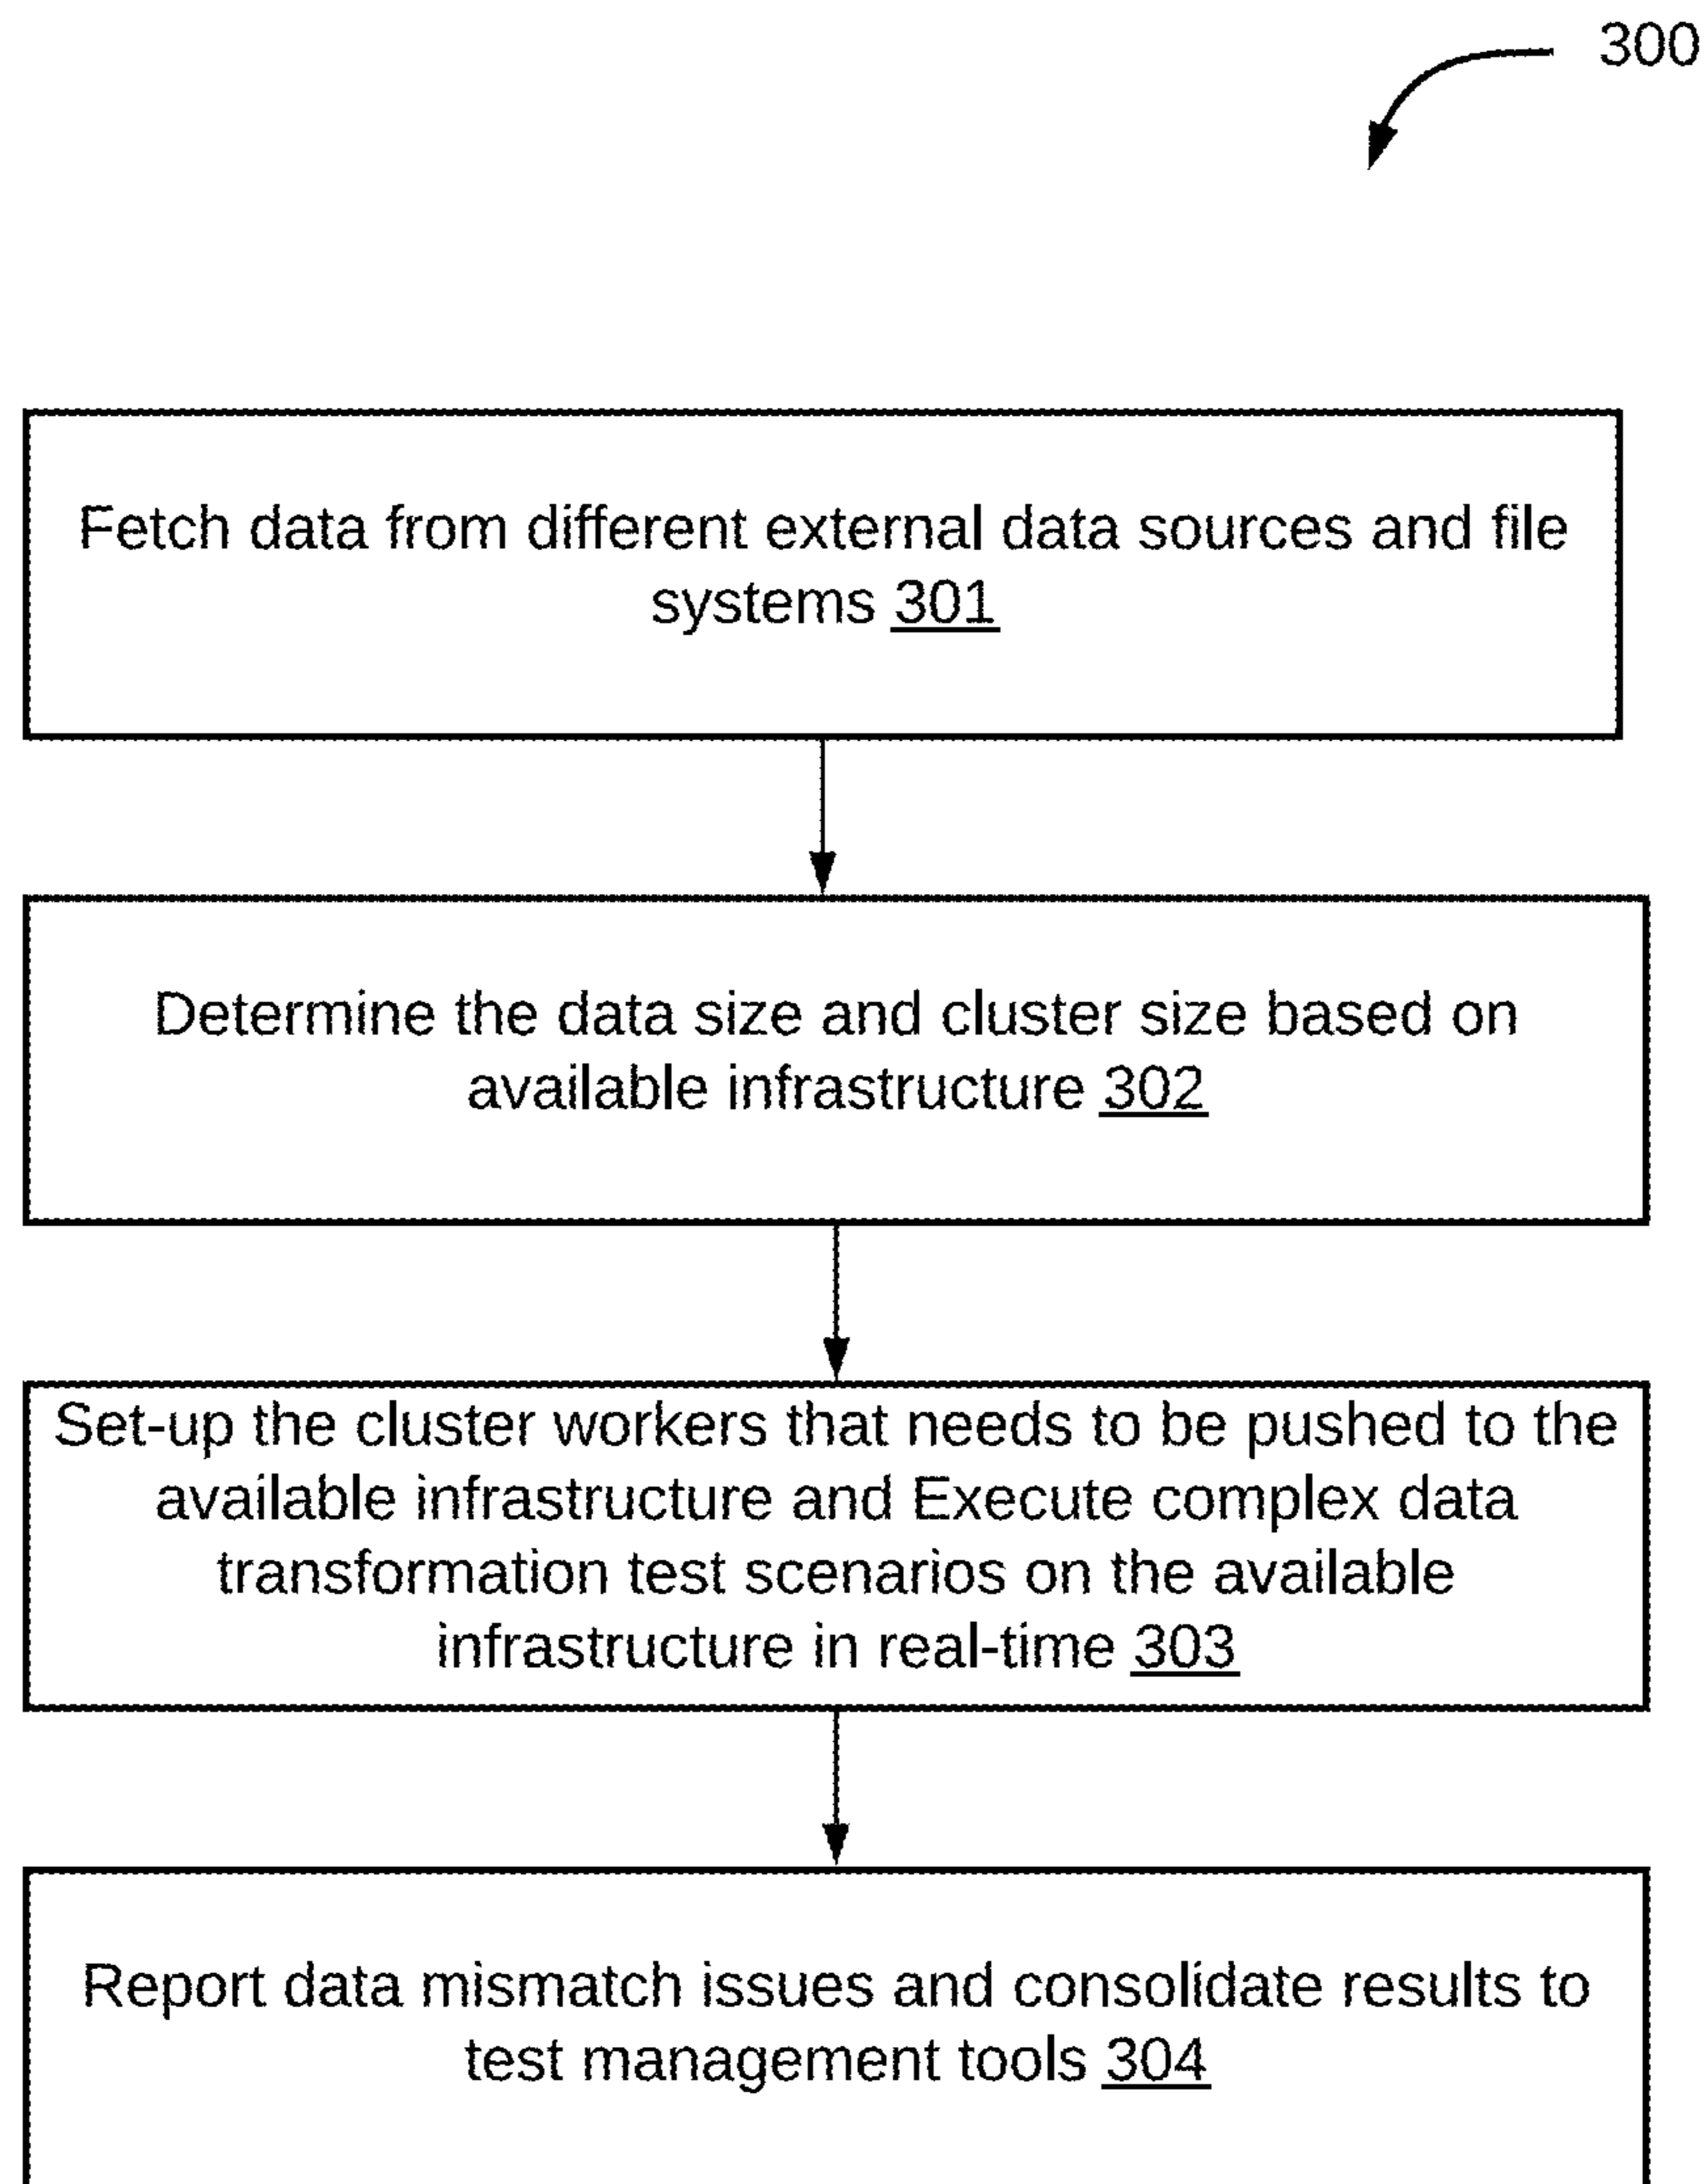 300
Fetch data from different external data sources and file
systems 301
Determine the data size and cluster size based on
available infrastructure 302
Set-up the cluster workers that needs to be pushed to the
available infrastructure and Execute complex data
transformation test scenarios on the available
infrastructure in real-time 303
Report data mismatch issues and consolidate results to
test management tools 304